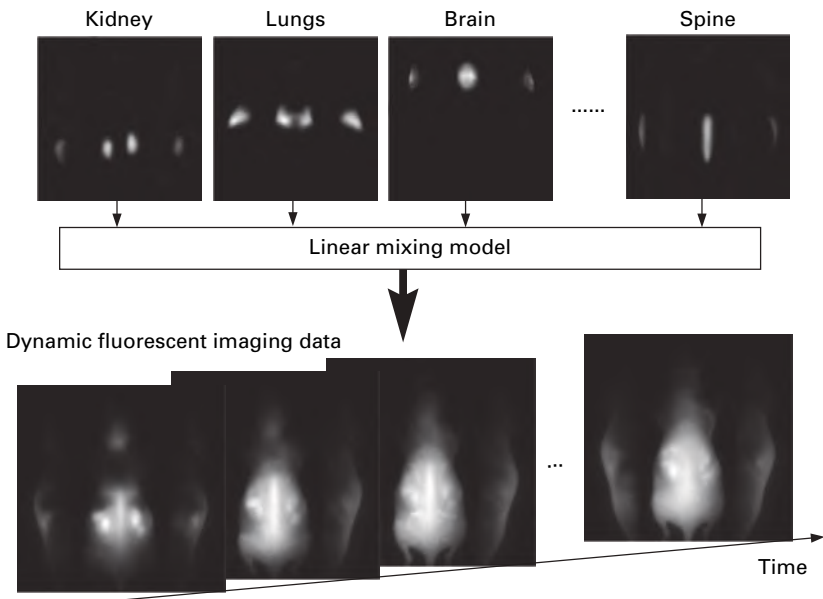 Kidney
Lungs
Brain
......
Spine
Linear mixing model
Dynamic fluorescent imaging data
...
Time